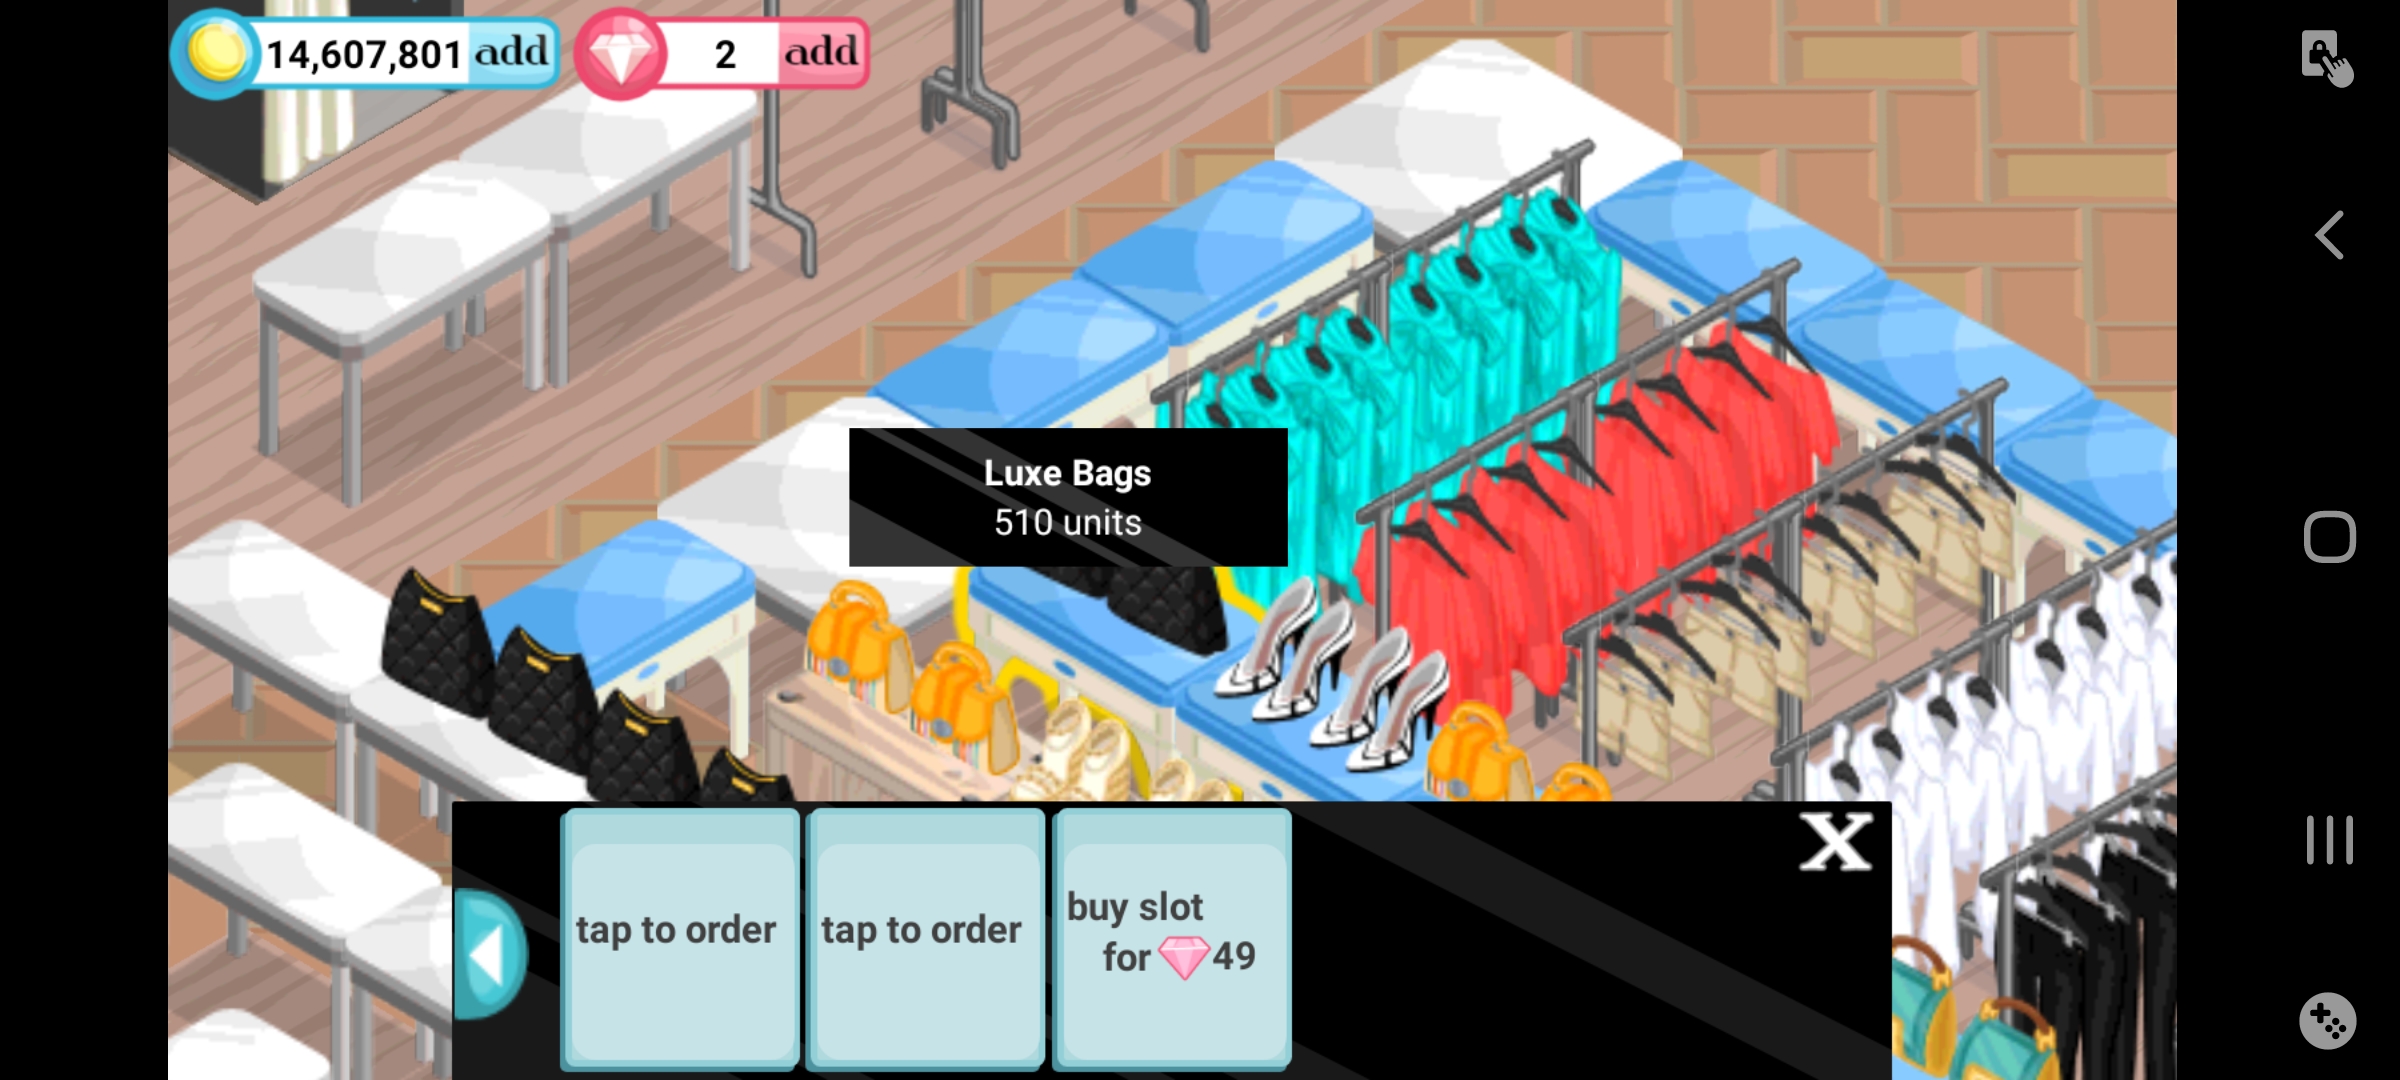 14,607,801 add
2 add
Luxe Bags
510 units
X
tap to order
tap to order
buy slot
for 49